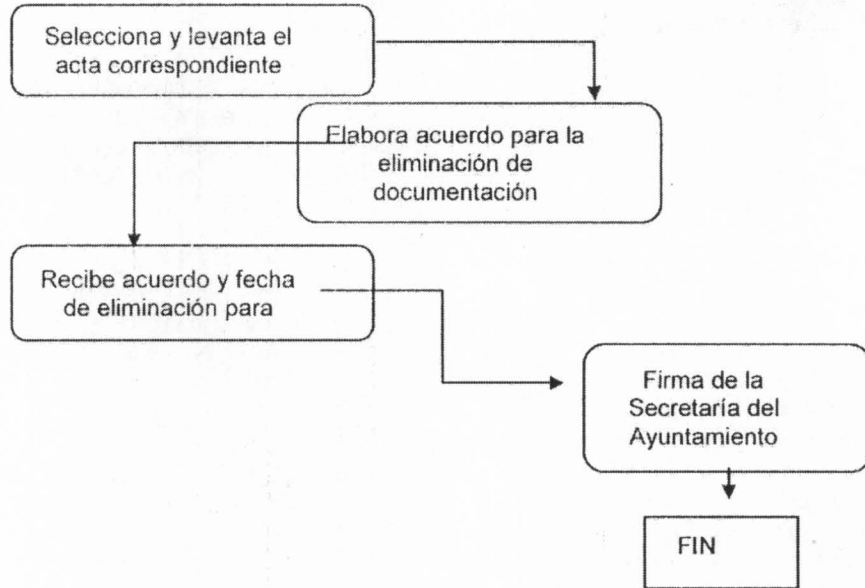 Selecciona y levanta el
acta correspondiente
Elabora acuerdo para la
eliminación de
documentación
Recibe acuerdo y fecha
de eliminación para
Firma de la
Secretaría del
Ayuntamiento
FIN